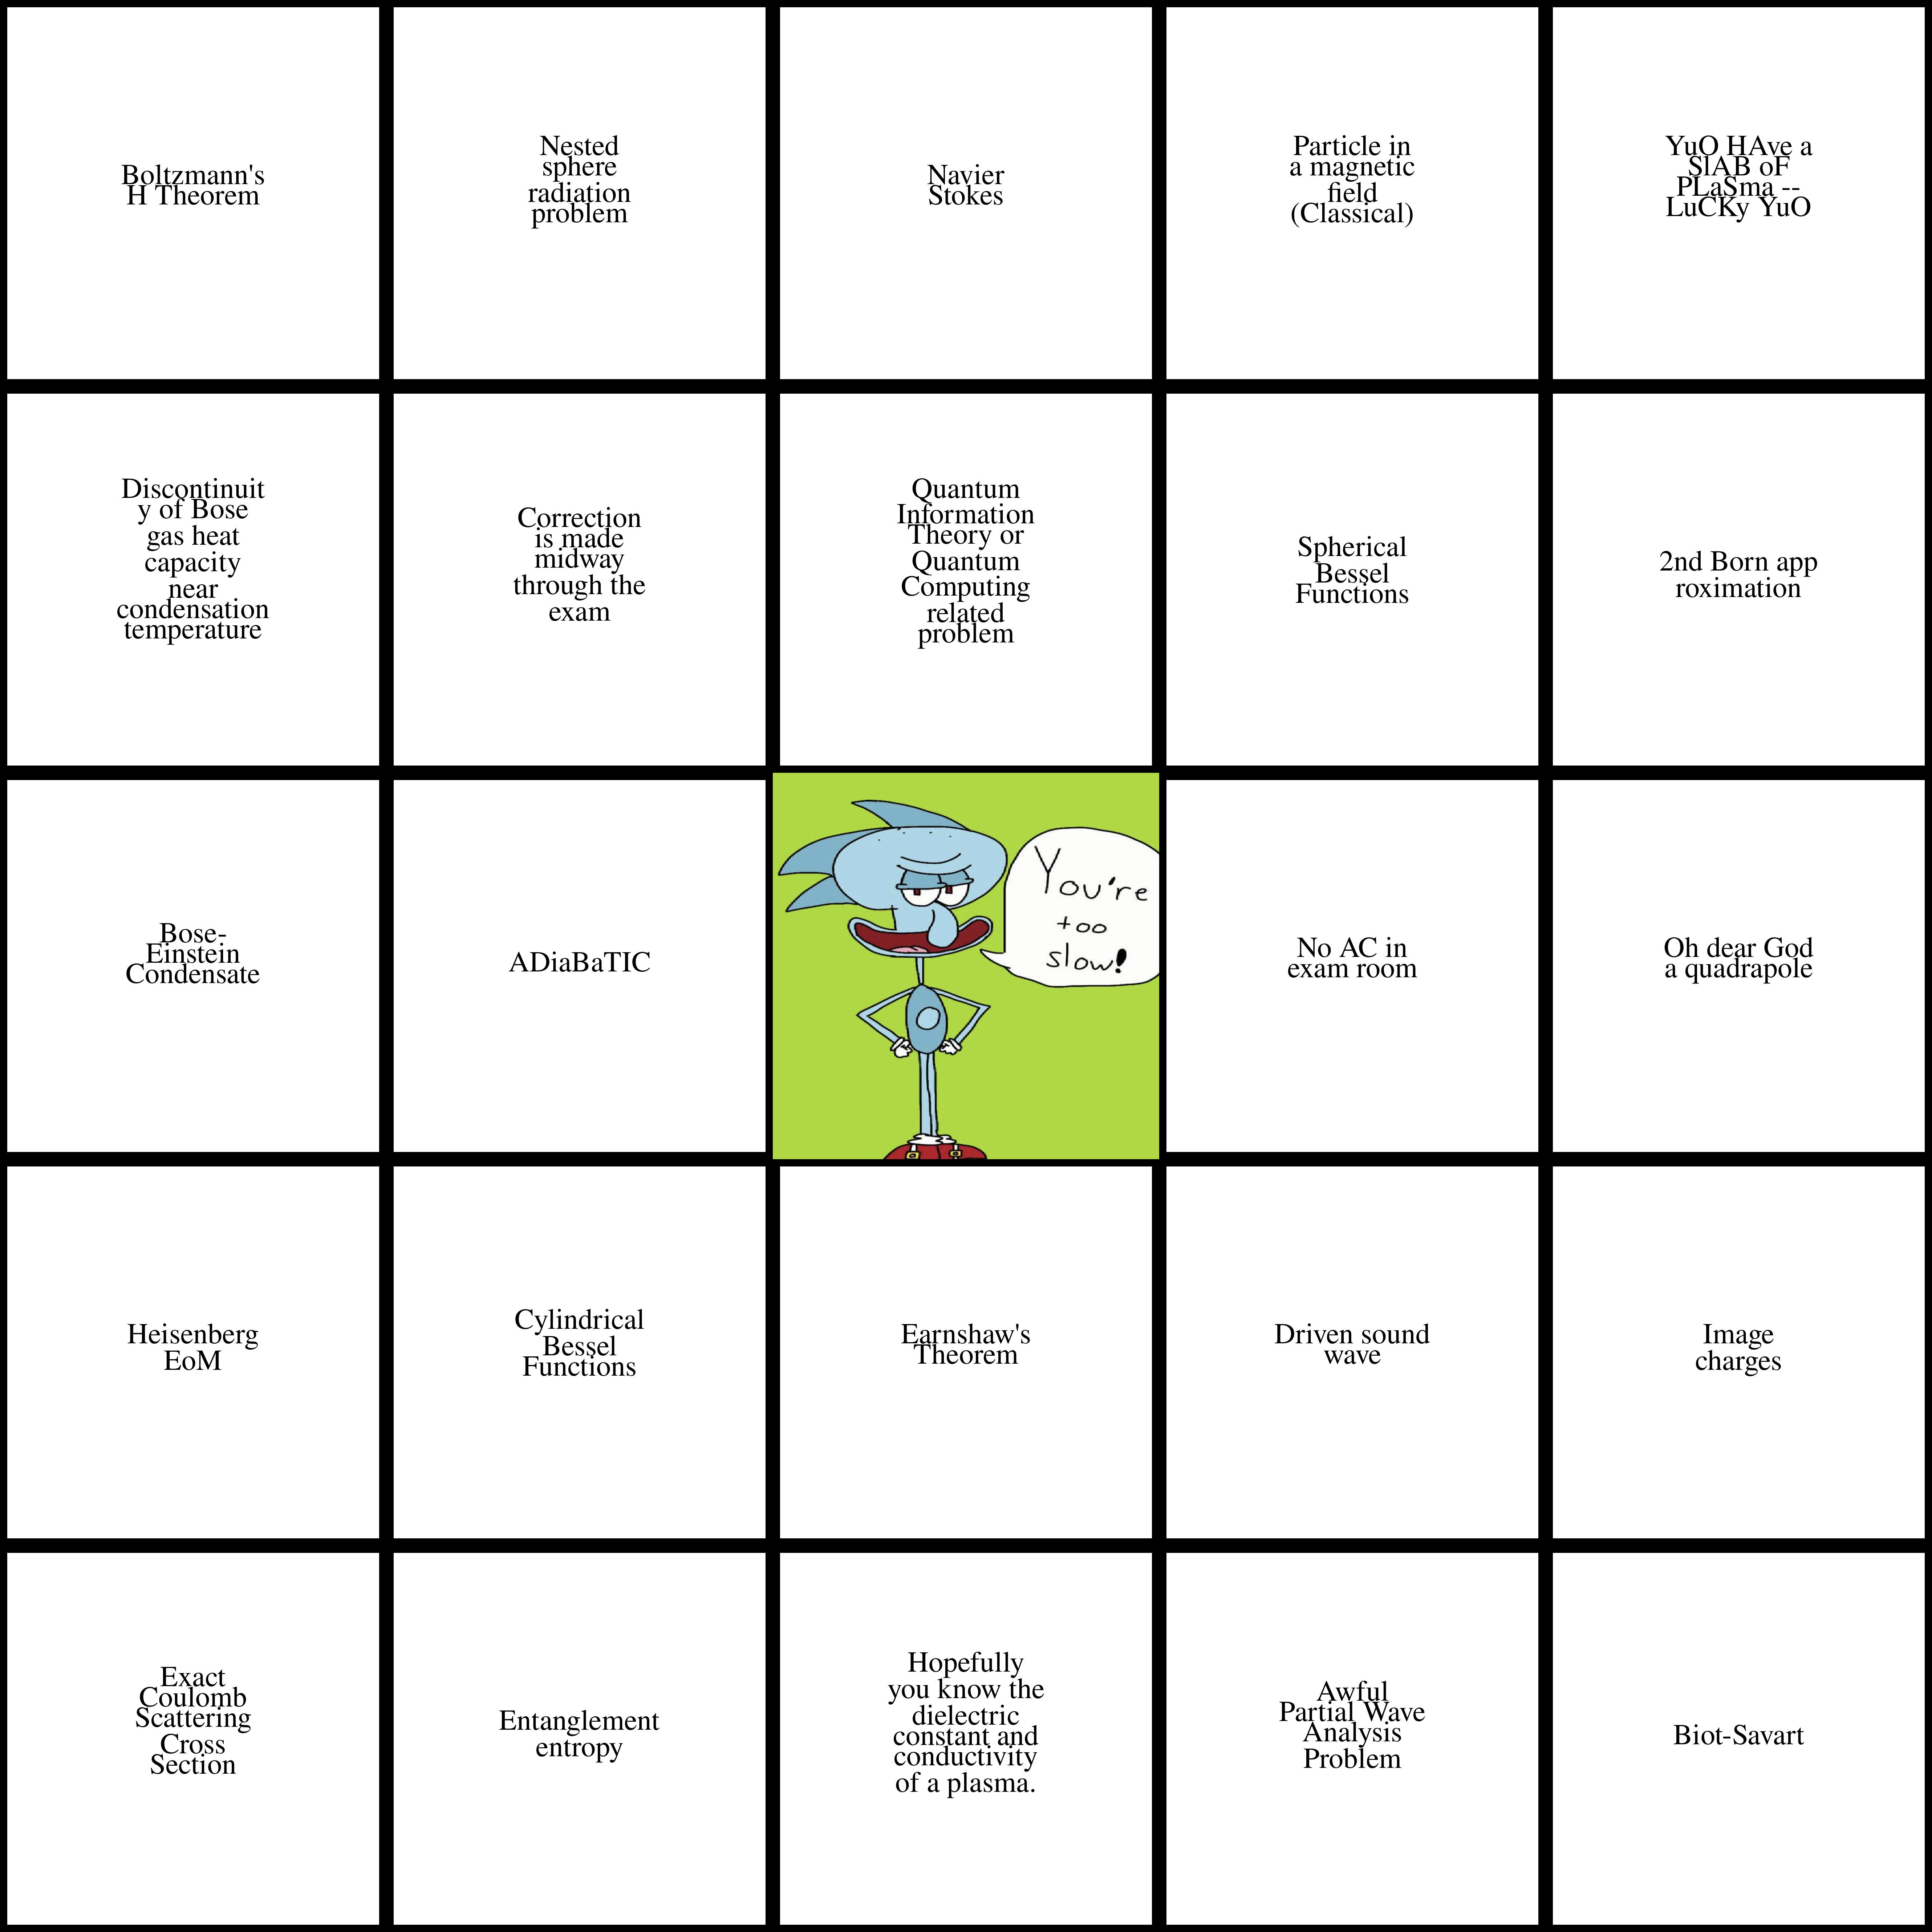 Boltzmann's
H Theorem
Nested
sphere
radiation
problem
Navier
Stokes
Particle in
a magnetic
field
(Classical)
YuO HAve a
SlAB oF
PLaSma --
LuCKy YuO
Discontinuit
y of Bose
gas heat
capacity
near
condensation
temperature
Correction
is made
midway
through the
exam
Quantum
Information
Theory or
Quantum
Computing
related
problem
Spherical
Bessel
Functions
2nd Born app
roximation
Bose-
Einstein
Condensate
ADiaBaTIC
You're
too
slow!
No AC in
exam room
Oh dear God
a quadrapole
Heisenberg
EoM
Cylindrical
Bessel
Functions
Earnshaw's
Theorem
Driven sound
wave
Image
charges
Exact
Coulomb
Scattering
Cross
Section
Entanglement
entropy
Hopefully
you know the
dielectric
constant and
conductivity
of a plasma.
Awful
Partial Wave
Analysis
Problem
Biot-Savart